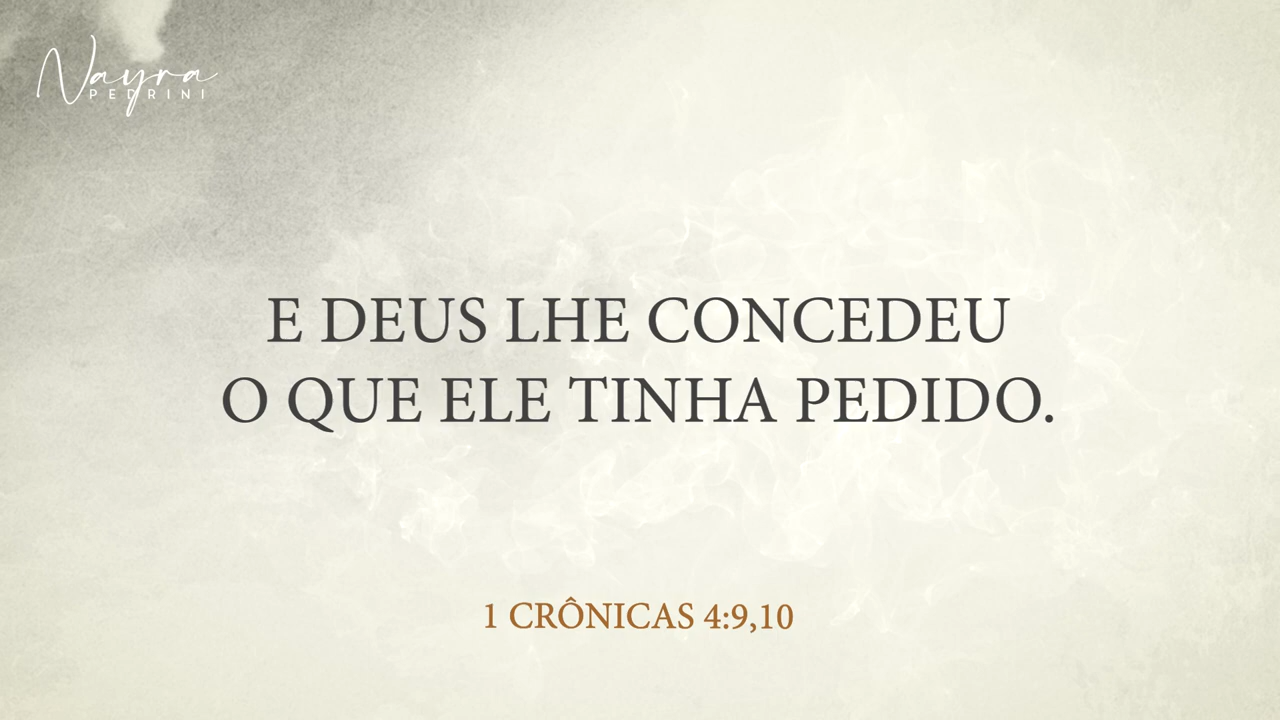 Nayra
PEDRINI
E DEUS LHE CONCEDEU
O QUE ELE TINHA PEDIDO.
1 CRÔNICAS 4:9,10